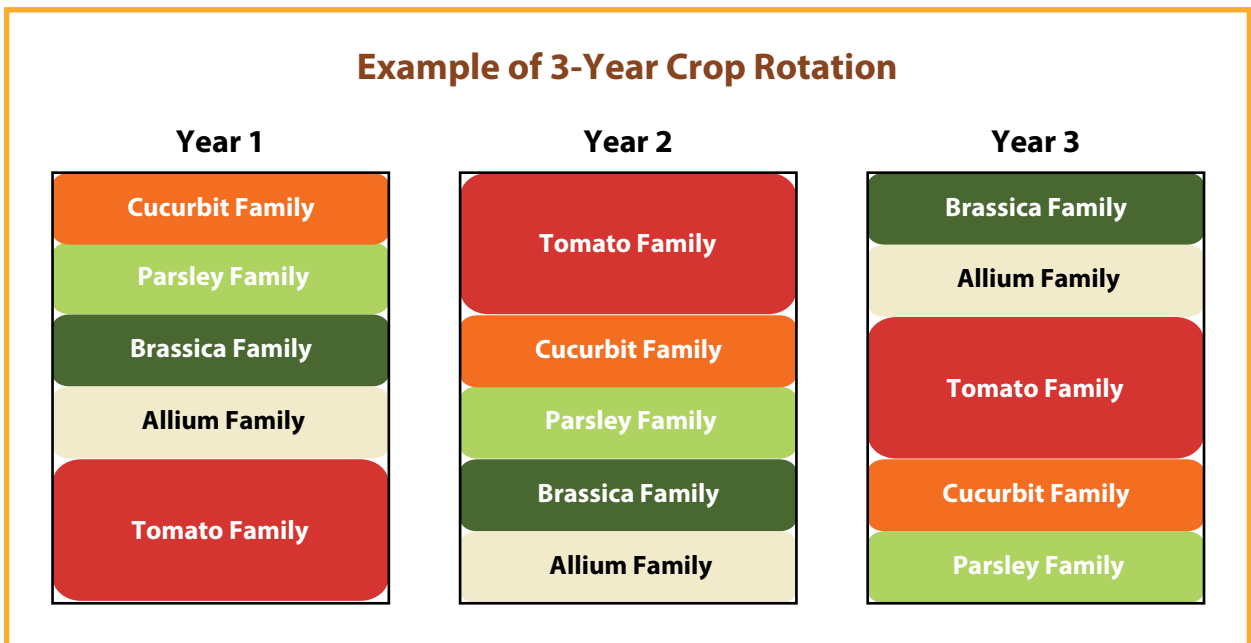 Example of 3-Year Crop Rotation
Year 1
Cucurbit Family
Parsley Family
Brassica Family
Allium Family
Tomato Family
Year 2
Tomato Family
Cucurbit Family
Parsley Family
Brassica Family
Allium Family
Year 3
Brassica Family
Allium Family
Tomato Family
Cucurbit Family
Parsley Family